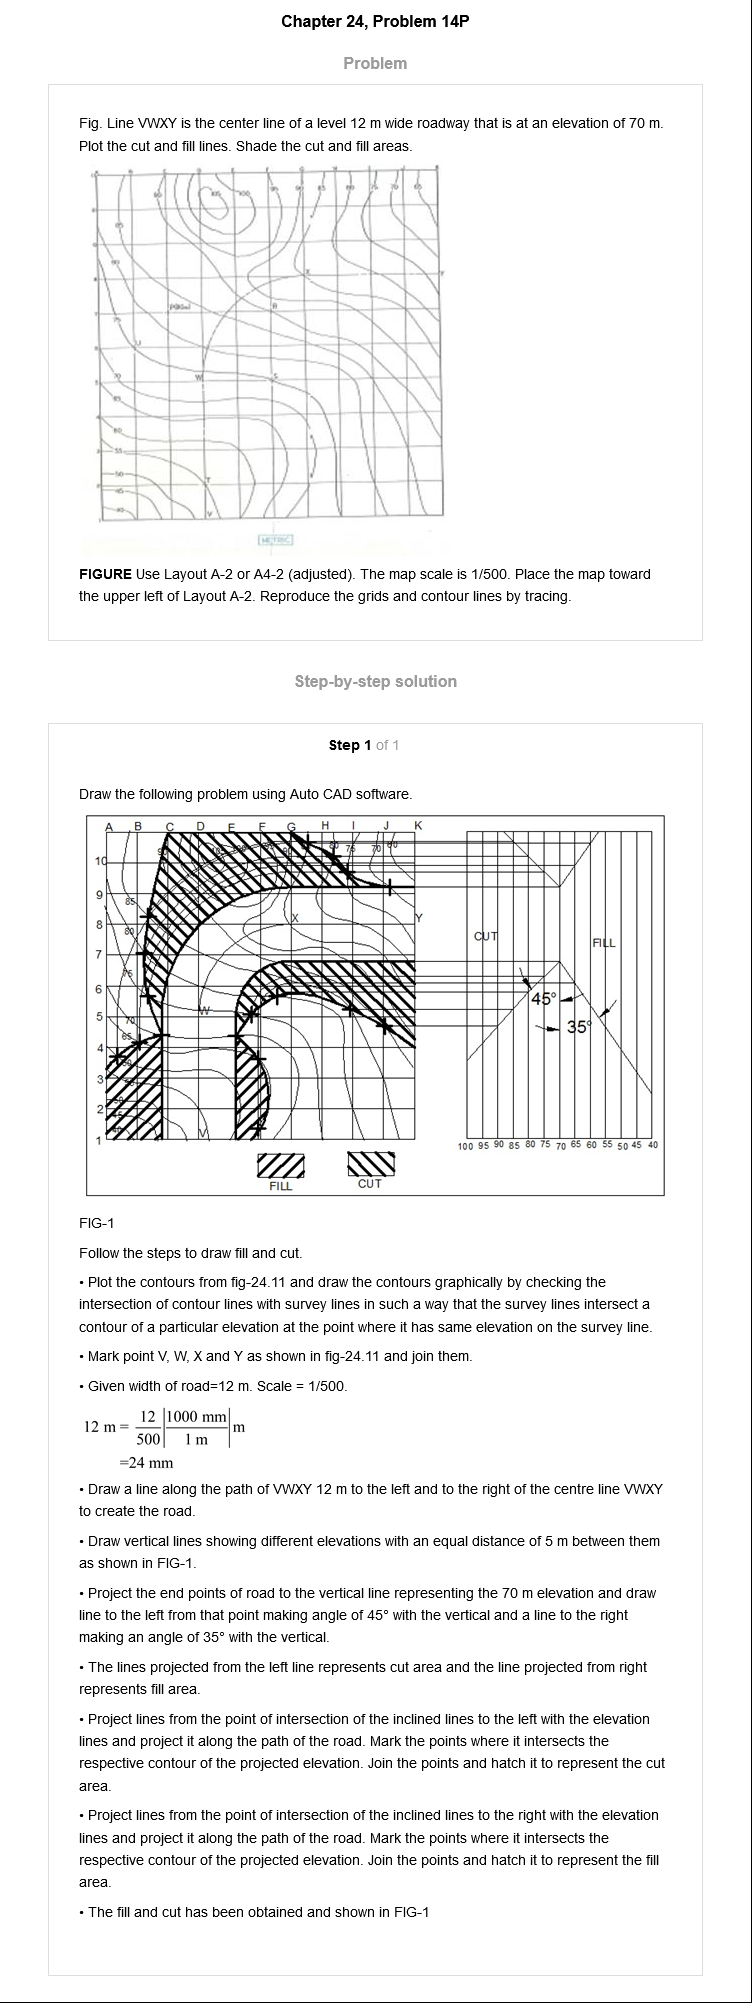 Chapter 24, Problem 14P
Problem
Fig. Line VWXY is the center line of a level 12 m wide roadway that is at an elevation of 70 m.
Plot the cut and fill lines. Shade the cut and fill areas.
METRIC
FIGURE Use Layout A-2 or A4-2 (adjusted). The map scale is 1/500. Place the map toward
the upper left of Layout A-2. Reproduce the grids and contour lines by tracing.
Step-by-step solution
Step 1 of 1
Draw the following problem using Auto CAD software.
A B C D E F G H I J K
10
9
8
7
6
5
4
3
2
1
85
80
75
70
65
X
Y
W
V
CUT
FILL
45°
35°
100 95 90 85 80 75 70 65 60 55 50 45 40
FILL
CUT
FIG-1
Follow the steps to draw fill and cut.
• Plot the contours from fig-24.11 and draw the contours graphically by checking the
intersection of contour lines with survey lines in such a way that the survey lines intersect a
contour of a particular elevation at the point where it has same elevation on the survey line.
• Mark point V, W, X and Y as shown in fig-24.11 and join them.
• Given width of road=12 m. Scale = 1/500.
12 m = 12/500 | 1000 mm/1 m | m
=24 mm
• Draw a line along the path of VWXY 12 m to the left and to the right of the centre line VWXY
to create the road.
• Draw vertical lines showing different elevations with an equal distance of 5 m between them
as shown in FIG-1.
• Project the end points of road to the vertical line representing the 70 m elevation and draw
line to the left from that point making angle of 45° with the vertical and a line to the right
making an angle of 35° with the vertical.
• The lines projected from the left line represents cut area and the line projected from right
represents fill area.
• Project lines from the point of intersection of the inclined lines to the left with the elevation
lines and project it along the path of the road. Mark the points where it intersects the
respective contour of the projected elevation. Join the points and hatch it to represent the cut
area.
• Project lines from the point of intersection of the inclined lines to the right with the elevation
lines and project it along the path of the road. Mark the points where it intersects the
respective contour of the projected elevation. Join the points and hatch it to represent the fill
area.
• The fill and cut has been obtained and shown in FIG-1